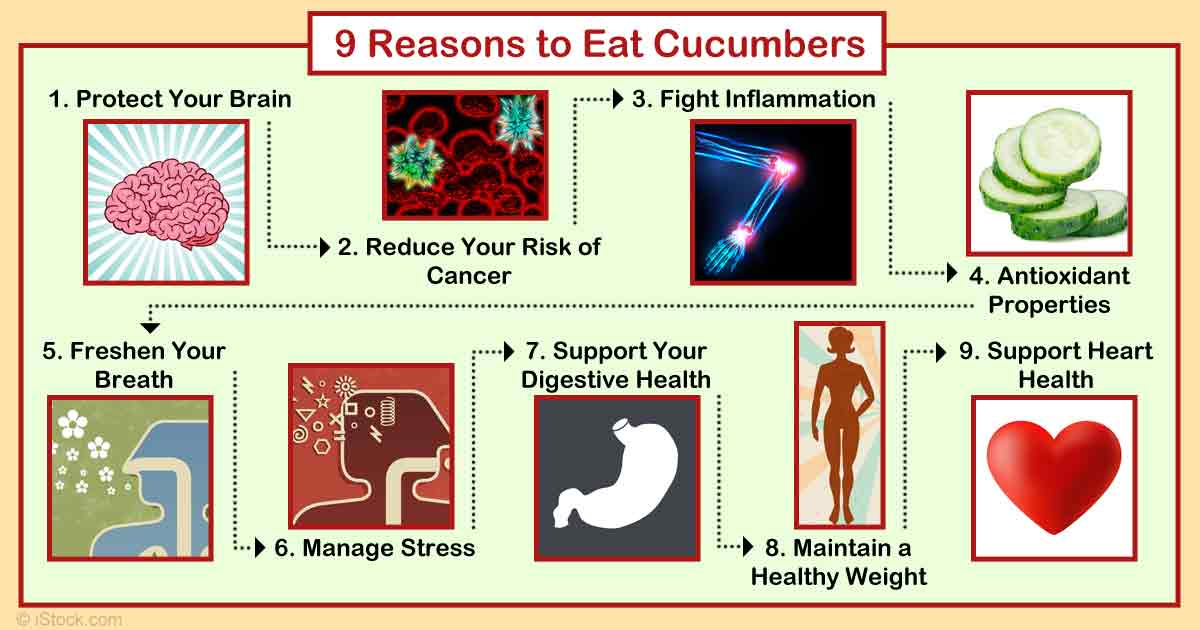 9 Reasons to Eat Cucumbers
1. Protect Your Brain
2. Reduce Your Risk of
Cancer
3. Fight Inflammation
4. Antioxidant
Properties
5. Freshen Your
Breath
6. Manage Stress
7. Support Your
Digestive Health
8. Maintain a
Healthy Weight
9. Support Heart
Health
© iStock.com